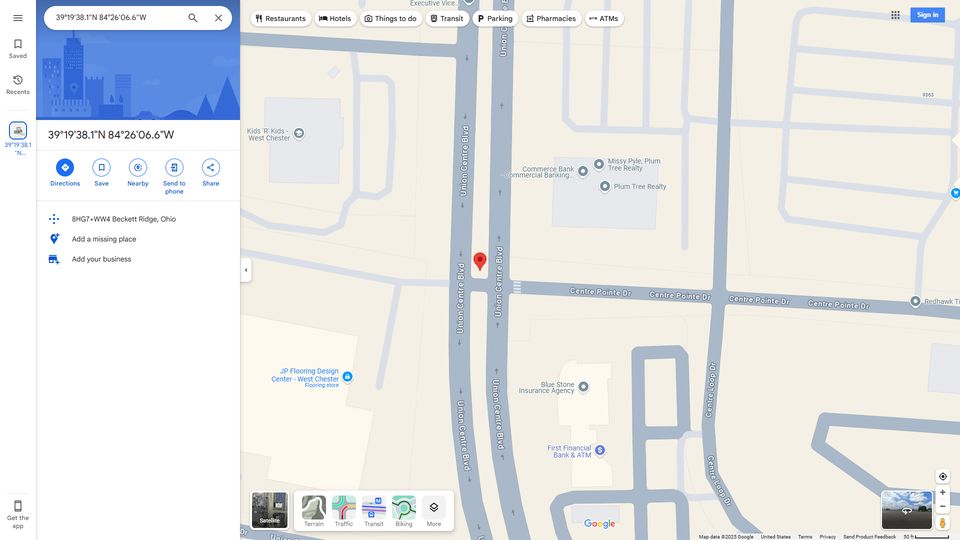 39°19'38.1"N 84°26'06.6"W
Restaurants
Hotels
Things to do
Transit
Parking
Pharmacies
ATMs
Sign in
Saved
Recents
39°19'38.1
"N...
Get the
app
39°19'38.1"N 84°26'06.6"W
Directions
Save
Nearby
Send to
phone
Share
8HG7+WW4 Beckett Ridge, Ohio
Add a missing place
Add your business
Executive Vice...
Union Centre B
9363
Kids 'R' Kids -
West Chester
Union Centre Blvd
Commerce Bank
- Commercial Banking...
Missy Pyle, Plum
Tree Realty
Plum Tree Realty
Union Centre Blvd
Union Centre Blvd
Centre Pointe Dr
Centre Pointe Dr
Centre Pointe Dr
Centre Pointe Dr
Redhawk Ti
JP Flooring Design
Center - West Chester
Flooring store
Blue Stone
Insurance Agency
Centre Loop Dr
Union Centre Blvd
Union Centre Blvd
First Financial
Bank & ATM
Centre Loop Dr
Satellite
Terrain
Traffic
Transit
Biking
More
Google
Map data ©2025 Google
United States
Terms
Privacy
Send Product Feedback
50 ft